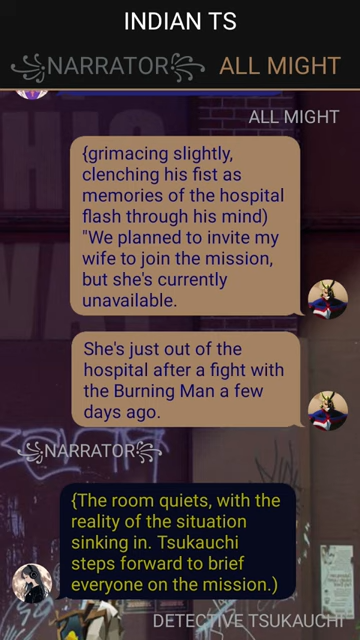 INDIAN TS
NARRATOR ALL MIGHT
ALL MIGHT
{grimacing slightly,
clenching his fist as
memories of the hospital
flash through his mind)
"We planned to invite my
wife to join the mission,
but she's currently
unavailable.
She's just out of the
hospital after a fight with
the Burning Man a few
days ago.
NARRATOR
{The room quiets, with the
reality of the situation
sinking in. Tsukauchi
steps forward to brief
everyone on the mission.)
DETECTIVE TSUKAUCHI